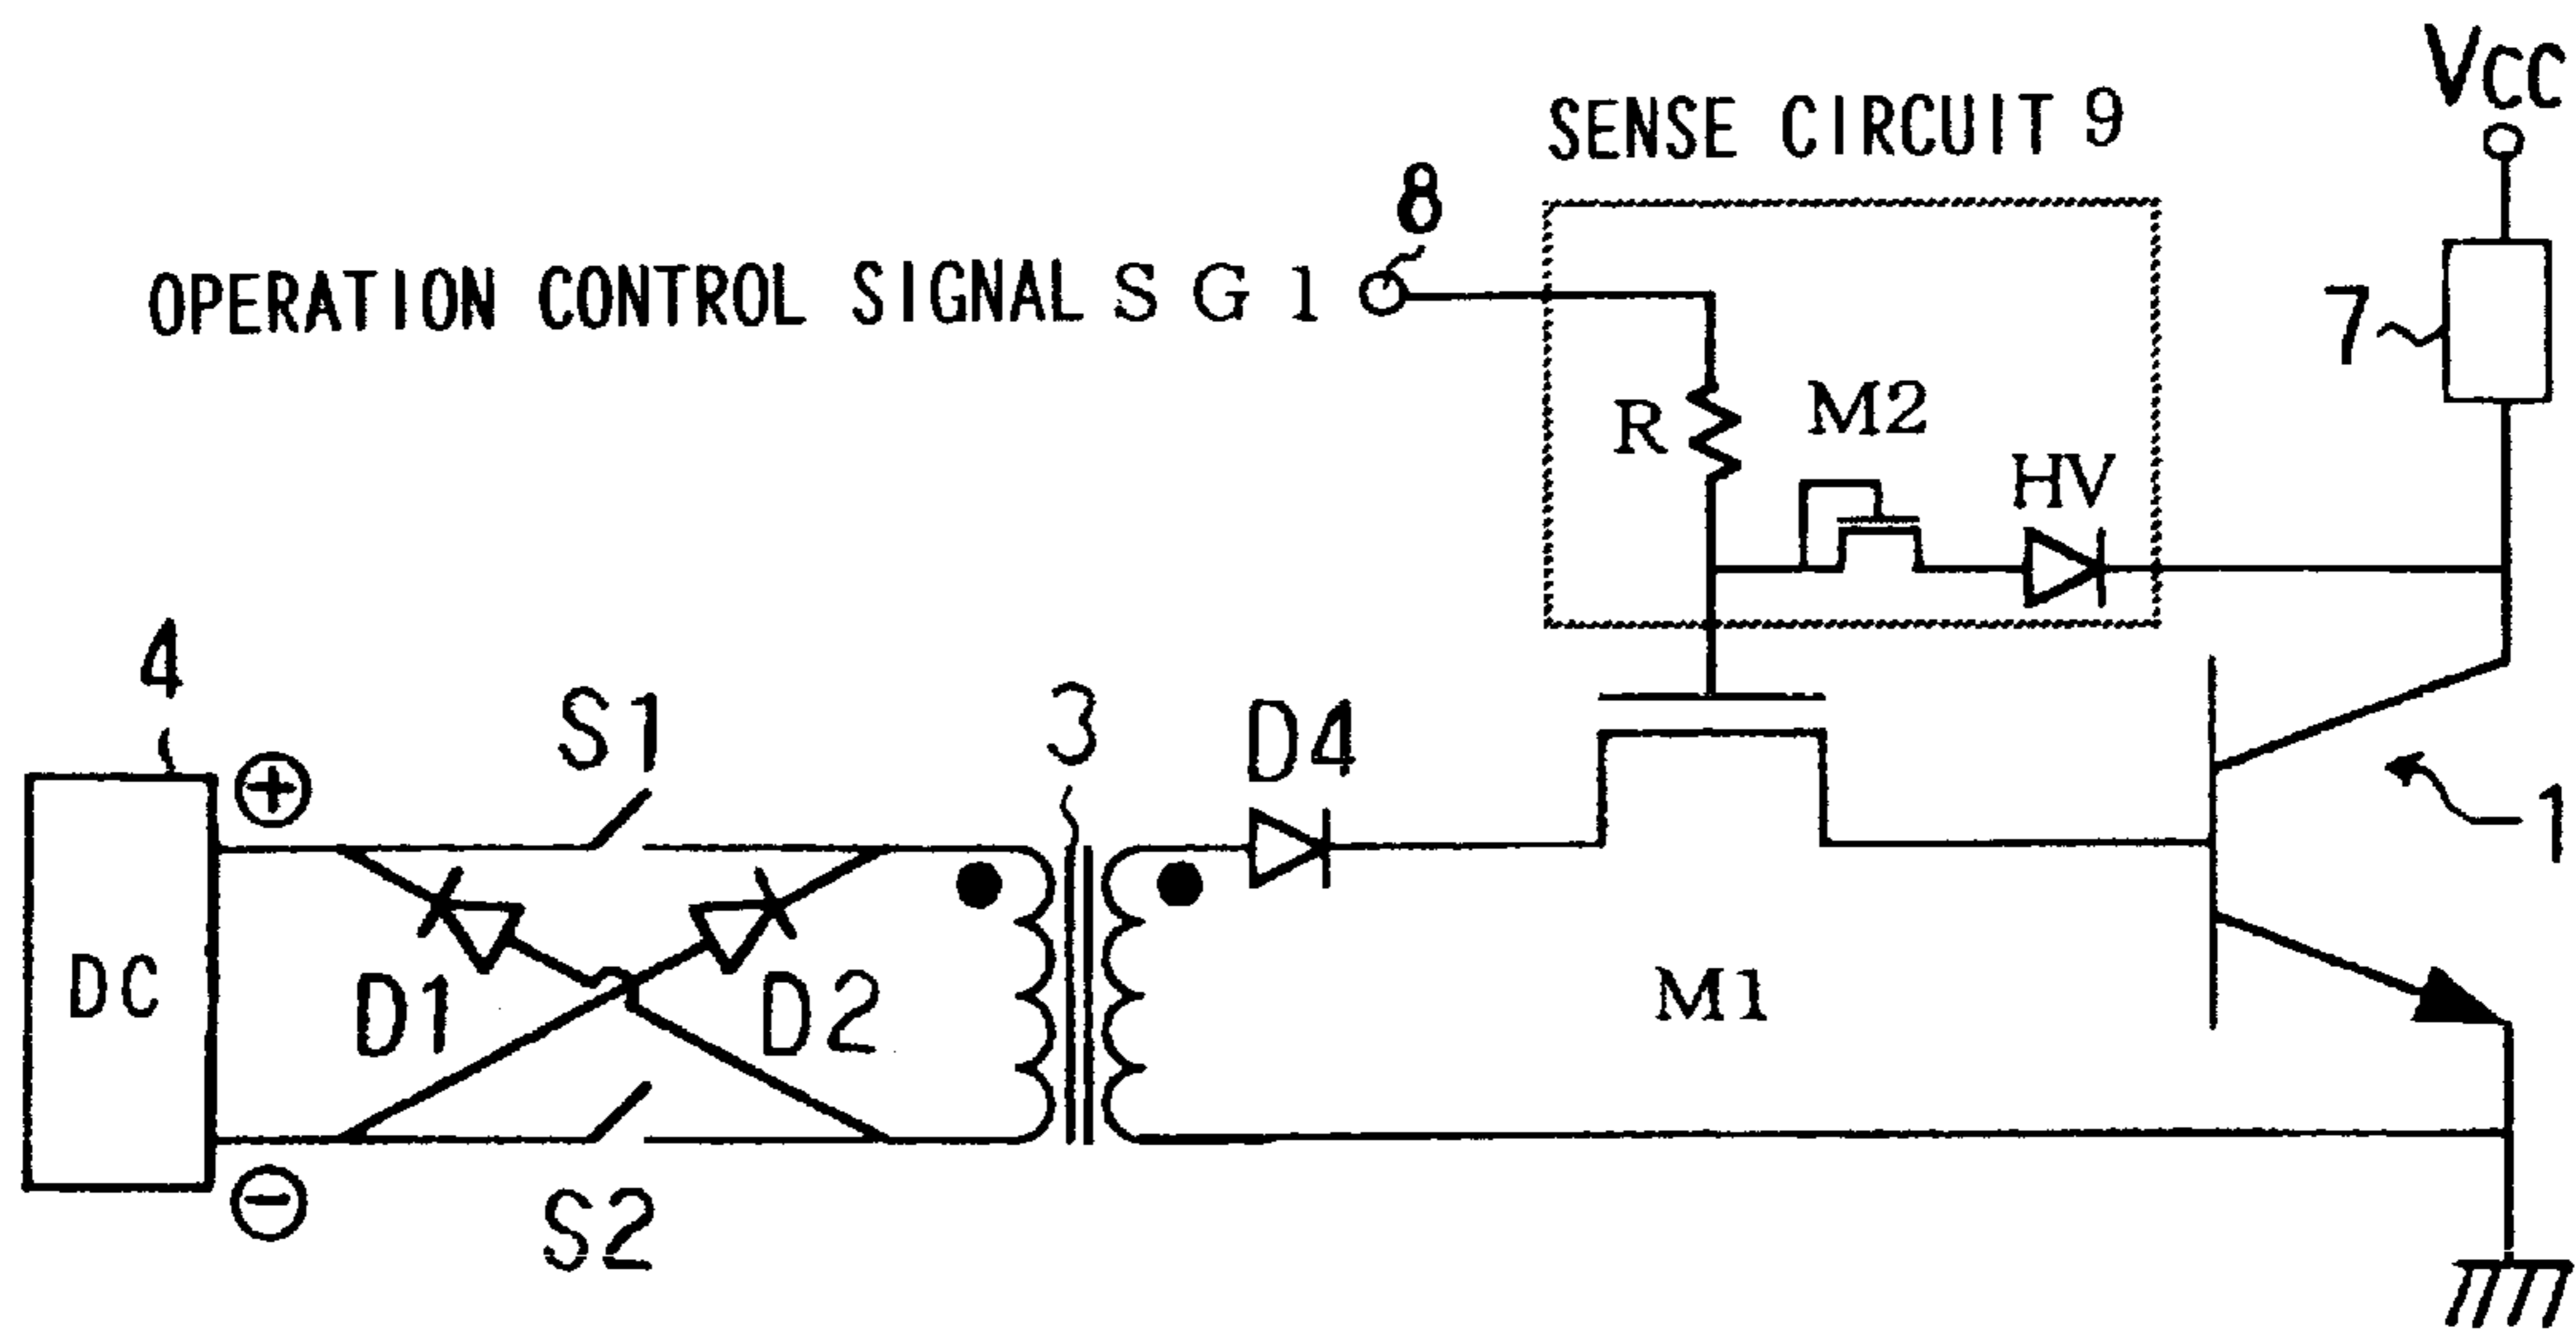 VCC
SENSE CIRCUIT 9
8
OPERATION CONTROL SIGNAL SG1
7
R
M2
HV
4
S1
3
D4
⊕
1
DC
D1
D2
M1
⊖
S2